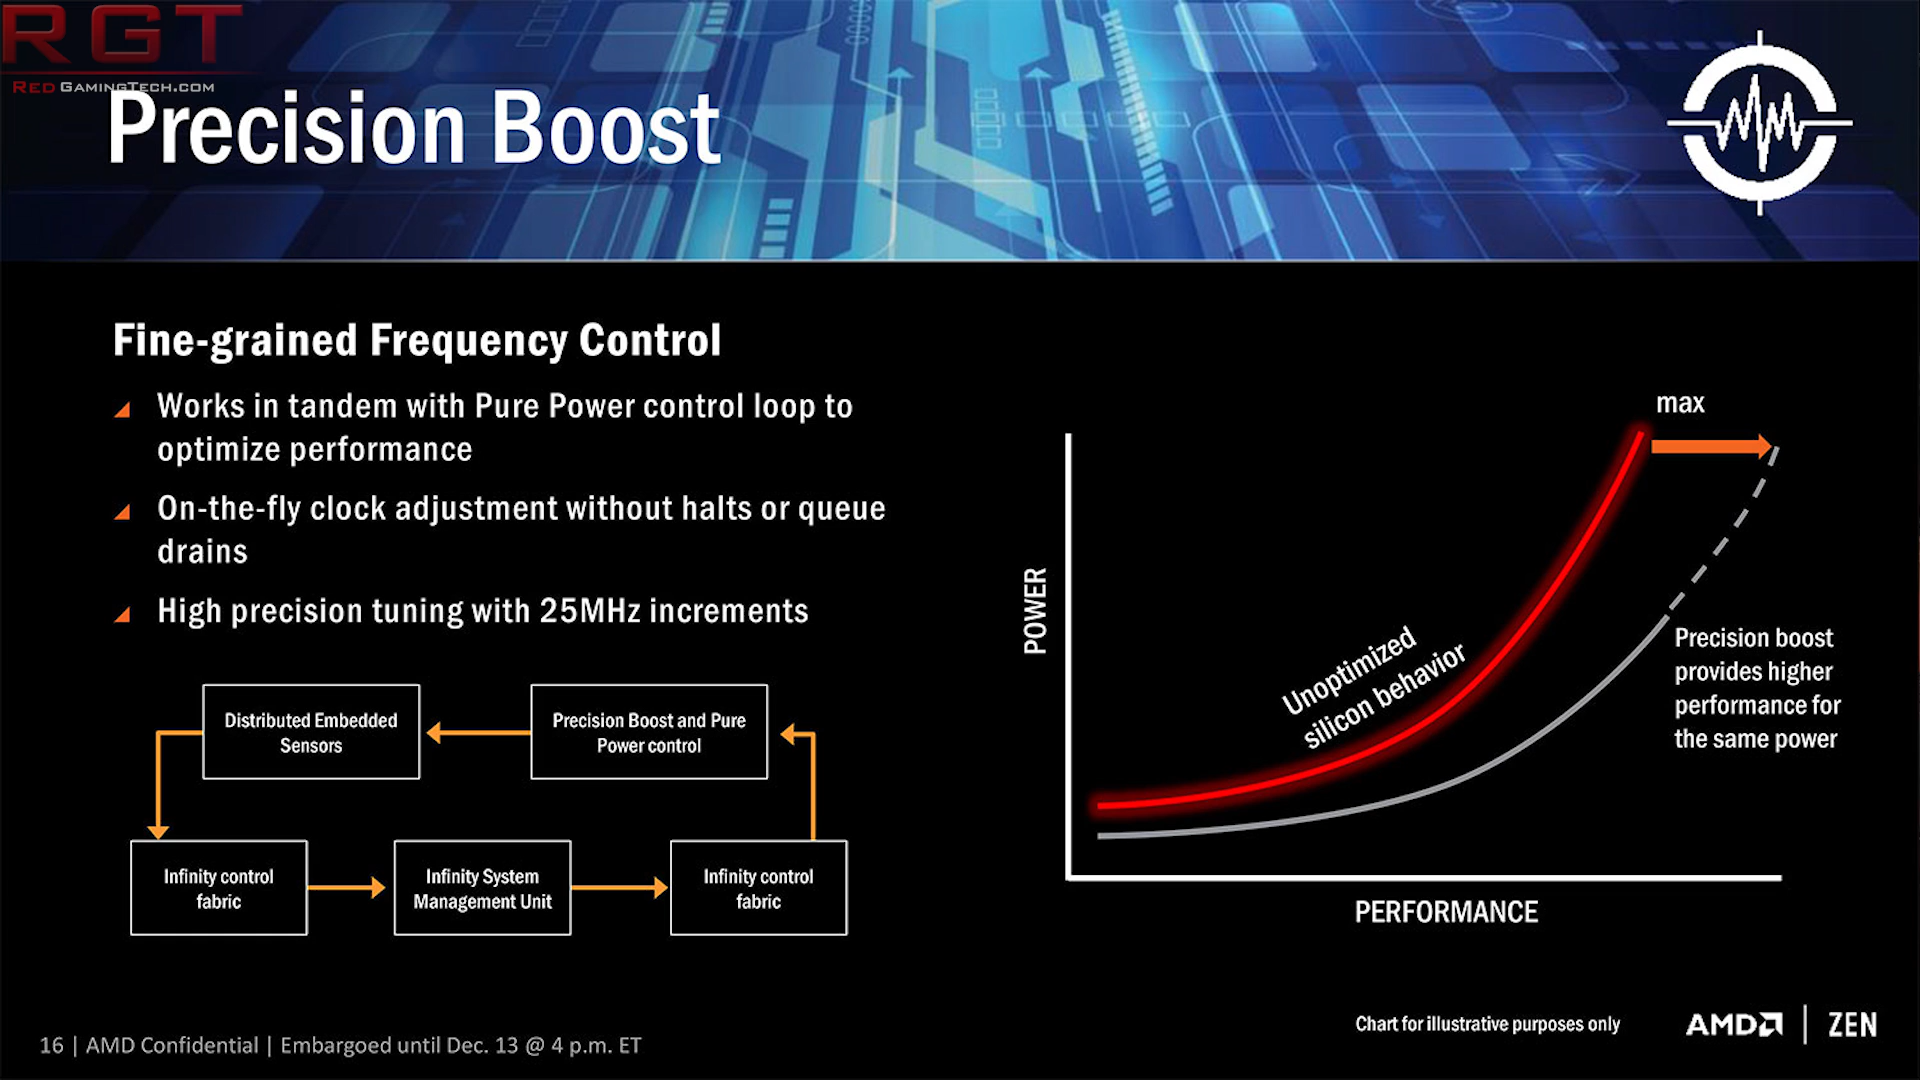 RGT
REDGAMINGTECH.COM
Precision Boost
Fine-grained Frequency Control
Works in tandem with Pure Power control loop to
optimize performance
On-the-fly clock adjustment without halts or queue
drains
High precision tuning with 25MHz increments
Distributed Embedded
Sensors
Precision Boost and Pure
Power control
Infinity control
fabric
Infinity System
Management Unit
Infinity control
fabric
max
POWER
Unoptimized
silicon behavior
Precision boost
provides higher
performance for
the same power
PERFORMANCE
Chart for illustrative purposes only
AMD | ZEN
16 | AMD Confidential | Embargoed until Dec. 13 @ 4 p.m. ET